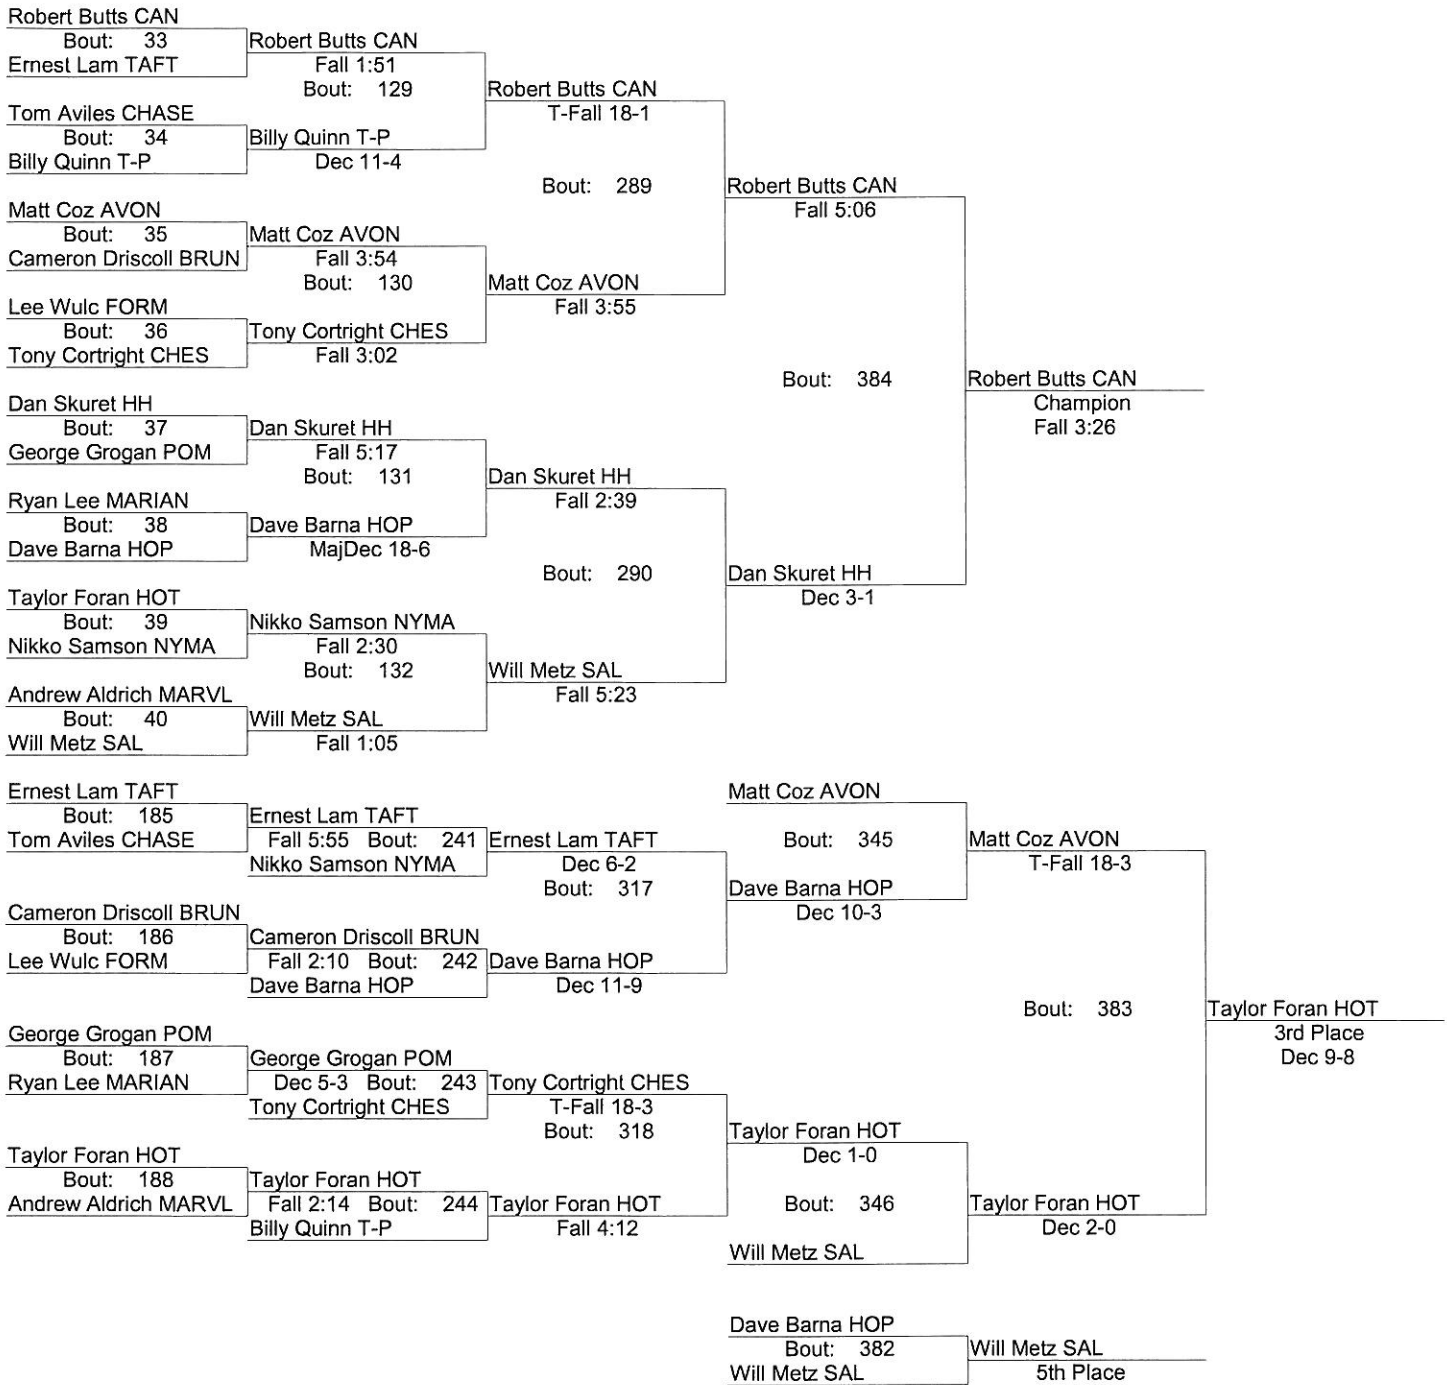 Robert Butts CAN
Bout: 33
Ernest Lam TAFT
Robert Butts CAN
Fall 1:51
Bout: 129
Tom Aviles CHASE
Bout: 34
Billy Quinn T-P
Billy Quinn T-P
Dec 11-4
Robert Butts CAN
T-Fall 18-1
Bout: 289
Matt Coz AVON
Bout: 35
Cameron Driscoll BRUN
Matt Coz AVON
Fall 3:54
Bout: 130
Lee Wulc FORM
Bout: 36
Tony Cortright CHES
Tony Cortright CHES
Fall 3:02
Matt Coz AVON
Fall 3:55
Robert Butts CAN
Fall 5:06
Bout: 384
Robert Butts CAN
Champion
Fall 3:26
Dan Skuret HH
Bout: 37
George Grogan POM
Dan Skuret HH
Fall 5:17
Bout: 131
Ryan Lee MARIAN
Bout: 38
Dave Barna HOP
Dave Barna HOP
MajDec 18-6
Dan Skuret HH
Fall 2:39
Bout: 290
Taylor Foran HOT
Bout: 39
Nikko Samson NYMA
Nikko Samson NYMA
Fall 2:30
Bout: 132
Andrew Aldrich MARVL
Bout: 40
Will Metz SAL
Will Metz SAL
Fall 1:05
Will Metz SAL
Fall 5:23
Dan Skuret HH
Dec 3-1
Ernest Lam TAFT
Bout: 185
Tom Aviles CHASE
Ernest Lam TAFT
Fall 5:55 Bout: 241
Nikko Samson NYMA
Ernest Lam TAFT
Dec 6-2
Bout: 317
Cameron Driscoll BRUN
Bout: 186
Lee Wulc FORM
Cameron Driscoll BRUN
Fall 2:10 Bout: 242
Dave Barna HOP
Dave Barna HOP
Dec 11-9
Matt Coz AVON
Bout: 345
Dave Barna HOP
Dec 10-3
Matt Coz AVON
T-Fall 18-3
Bout: 383
Taylor Foran HOT
3rd Place
Dec 9-8
George Grogan POM
Bout: 187
Ryan Lee MARIAN
George Grogan POM
Dec 5-3 Bout: 243
Tony Cortright CHES
Tony Cortright CHES
T-Fall 18-3
Bout: 318
Taylor Foran HOT
Bout: 188
Andrew Aldrich MARVL
Taylor Foran HOT
Fall 2:14 Bout: 244
Billy Quinn T-P
Taylor Foran HOT
Fall 4:12
Taylor Foran HOT
Dec 1-0
Bout: 346
Will Metz SAL
Taylor Foran HOT
Dec 2-0
Dave Barna HOP
Bout: 382
Will Metz SAL
Will Metz SAL
5th Place